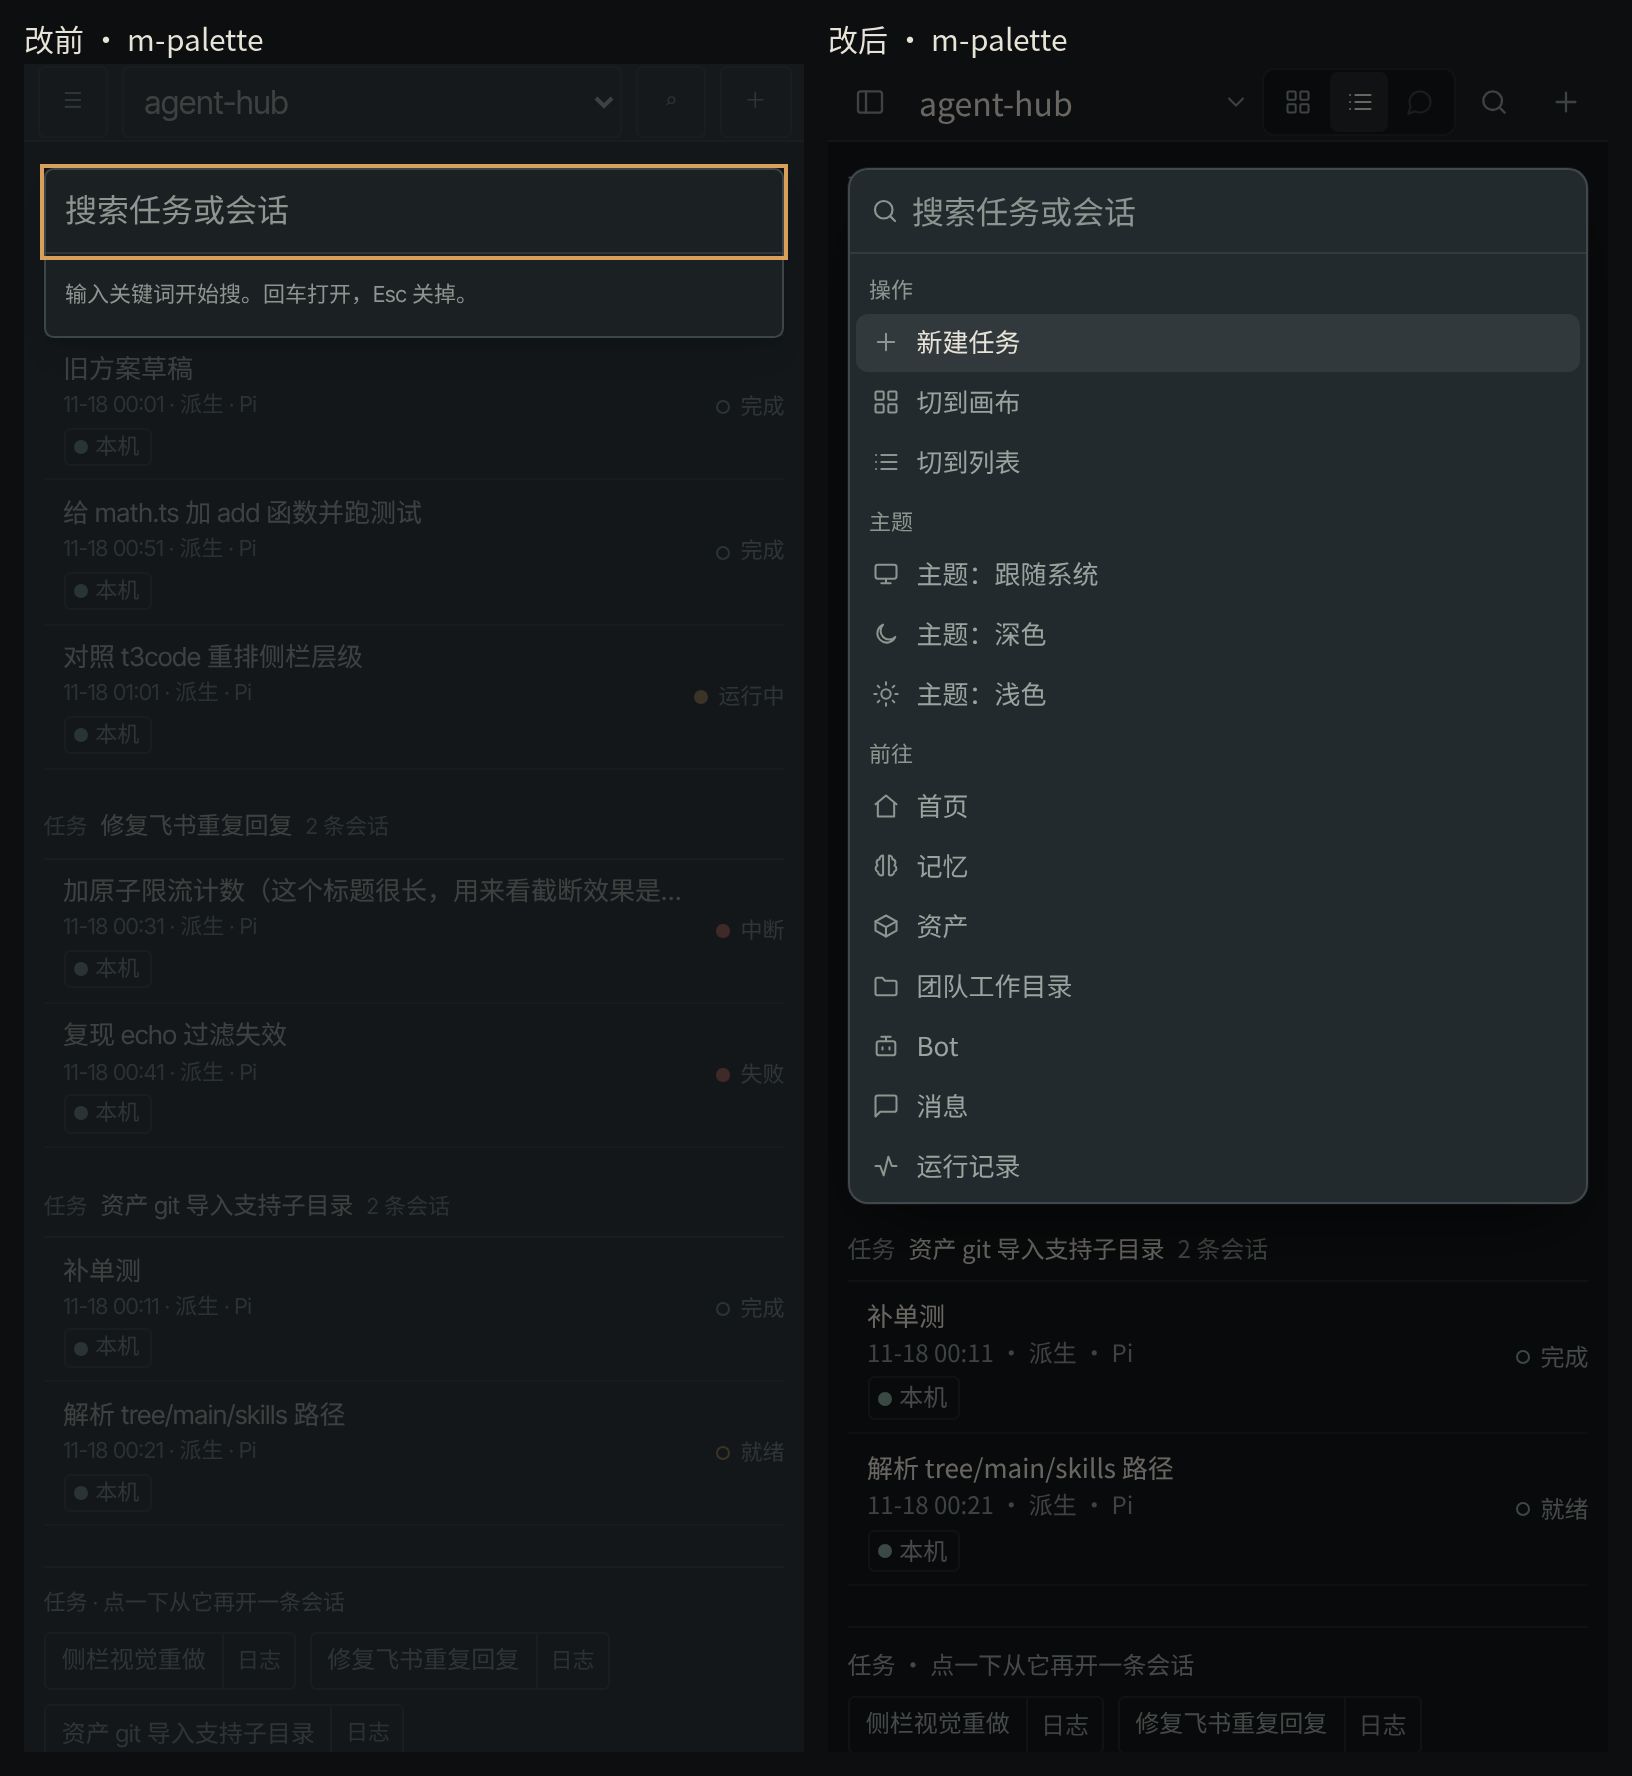 改前 · m-palette
agent-hub
搜索任务或会话
输入关键词开始搜。回车打开，Esc 关掉。
旧方案草稿
11-18 00:01 · 派生 · Pi
完成
本机
给 math.ts 加 add 函数并跑测试
11-18 00:51 · 派生 · Pi
完成
本机
对照 t3code 重排侧栏层级
11-18 01:01 · 派生 · Pi
运行中
本机
任务 修复飞书重复回复 2 条会话
加原子限流计数（这个标题很长，用来看截断效果是...
11-18 00:31 · 派生 · Pi
中断
本机
复现 echo 过滤失效
11-18 00:41 · 派生 · Pi
失败
本机
任务 资产 git 导入支持子目录 2 条会话
补单测
11-18 00:11 · 派生 · Pi
完成
本机
解析 tree/main/skills 路径
11-18 00:21 · 派生 · Pi
就绪
本机
任务 · 点一下从它再开一条会话
侧栏视觉重做 日志 修复飞书重复回复 日志
资产 git 导入支持子目录 日志
改后 · m-palette
agent-hub
搜索任务或会话
操作
新建任务
切到画布
切到列表
主题
主题：跟随系统
主题：深色
主题：浅色
前往
首页
记忆
资产
团队工作目录
Bot
消息
运行记录
任务 资产 git 导入支持子目录 2 条会话
补单测
11-18 00:11 · 派生 · Pi
完成
本机
解析 tree/main/skills 路径
11-18 00:21 · 派生 · Pi
就绪
本机
任务 · 点一下从它再开一条会话
侧栏视觉重做 日志 修复飞书重复回复 日志